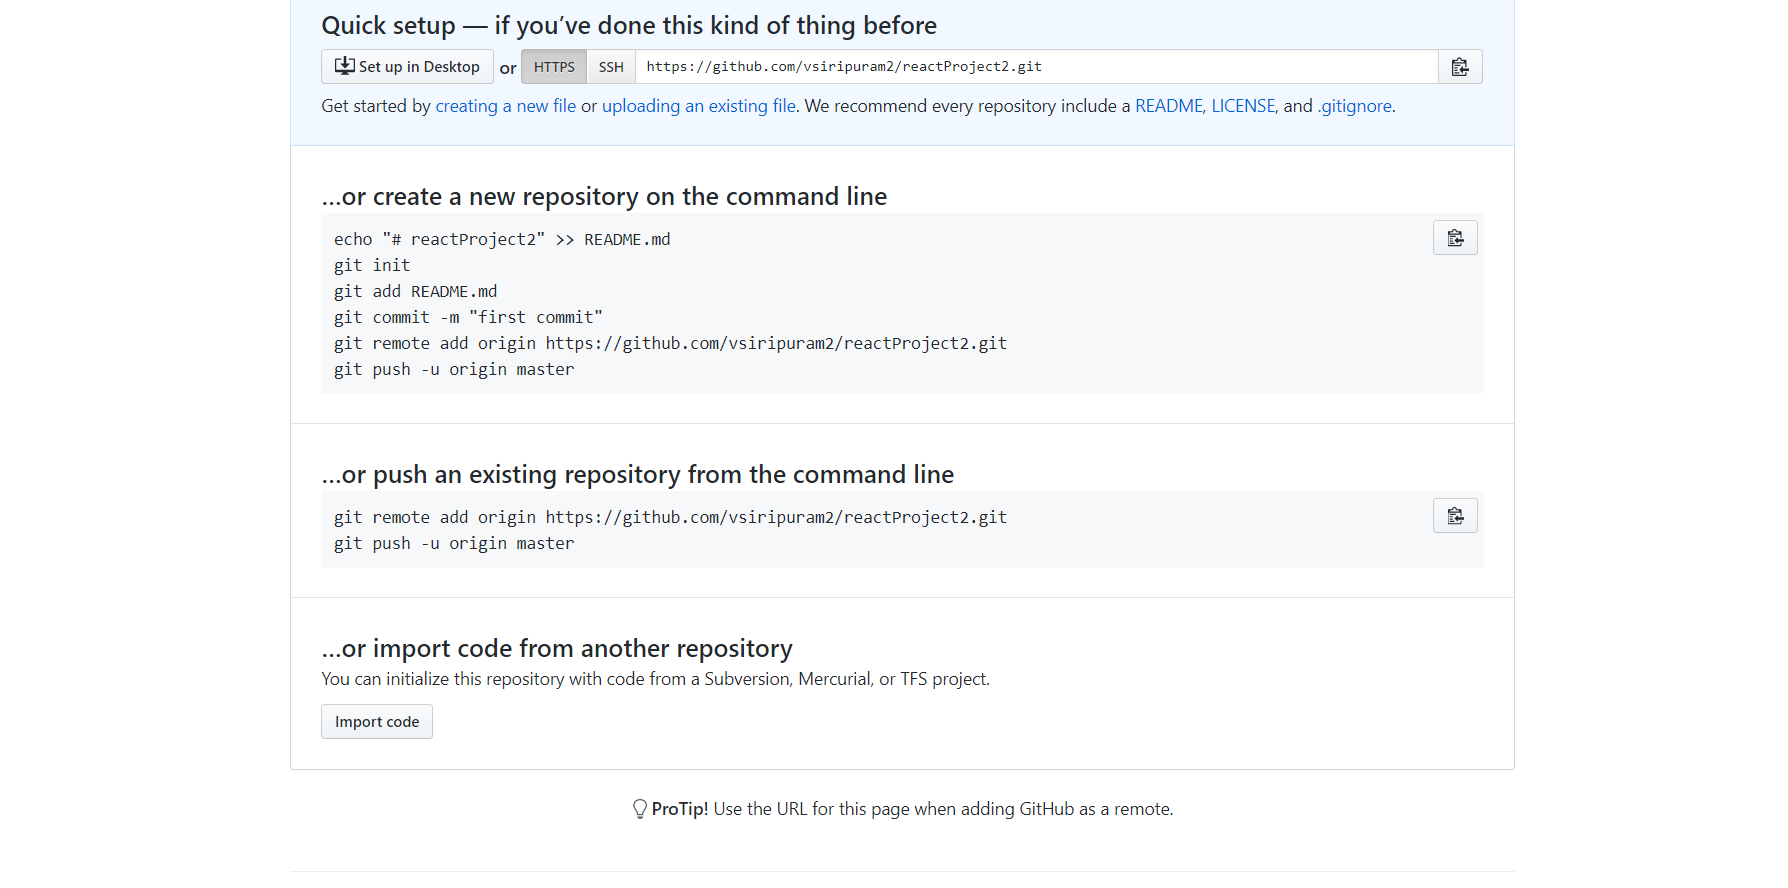 Quick setup — if you’ve done this kind of thing before
Set up in Desktop or HTTPS SSH https://github.com/vsiripuram2/reactProject2.git
Get started by creating a new file or uploading an existing file. We recommend every repository include a README, LICENSE, and .gitignore.
…or create a new repository on the command line
echo "# reactProject2" >> README.md
git init
git add README.md
git commit -m "first commit"
git remote add origin https://github.com/vsiripuram2/reactProject2.git
git push -u origin master
…or push an existing repository from the command line
git remote add origin https://github.com/vsiripuram2/reactProject2.git
git push -u origin master
…or import code from another repository
You can initialize this repository with code from a Subversion, Mercurial, or TFS project.
Import code
ProTip! Use the URL for this page when adding GitHub as a remote.